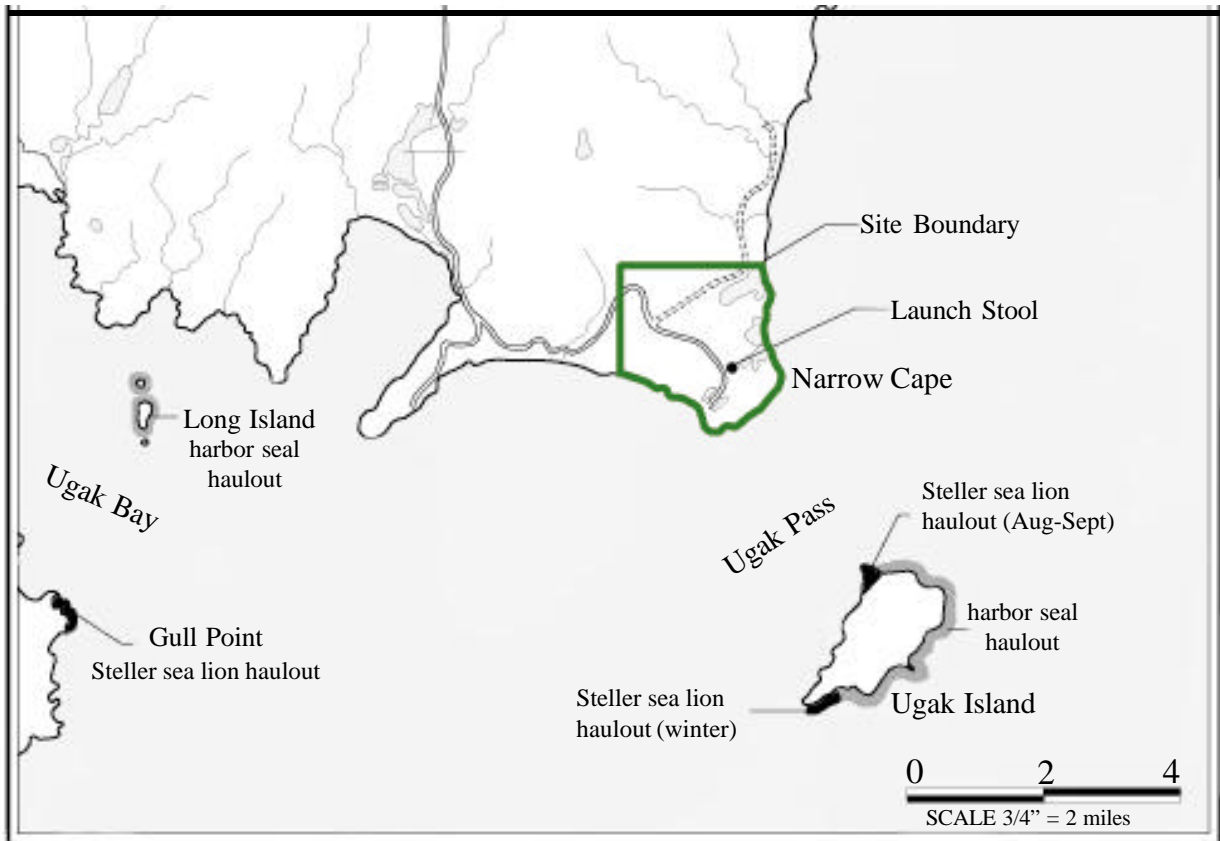 Site Boundary
Launch Stool
Narrow Cape
Long Island
harbor seal
haulout
Ugak Bay
Ugak Pass
Steller sea lion
haulout (Aug-Sept)
harbor seal
haulout
Gull Point
Steller sea lion haulout
Steller sea lion
haulout (winter)
Ugak Island
0 2 4
SCALE 3/4” = 2 miles